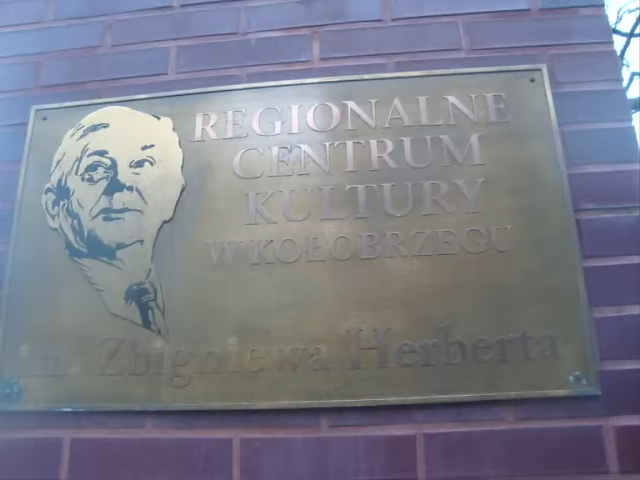 REGIONALNE
CENTRUM
KULTURY
W KOŁOBRZEGU
im. Zbigniewa Herberta